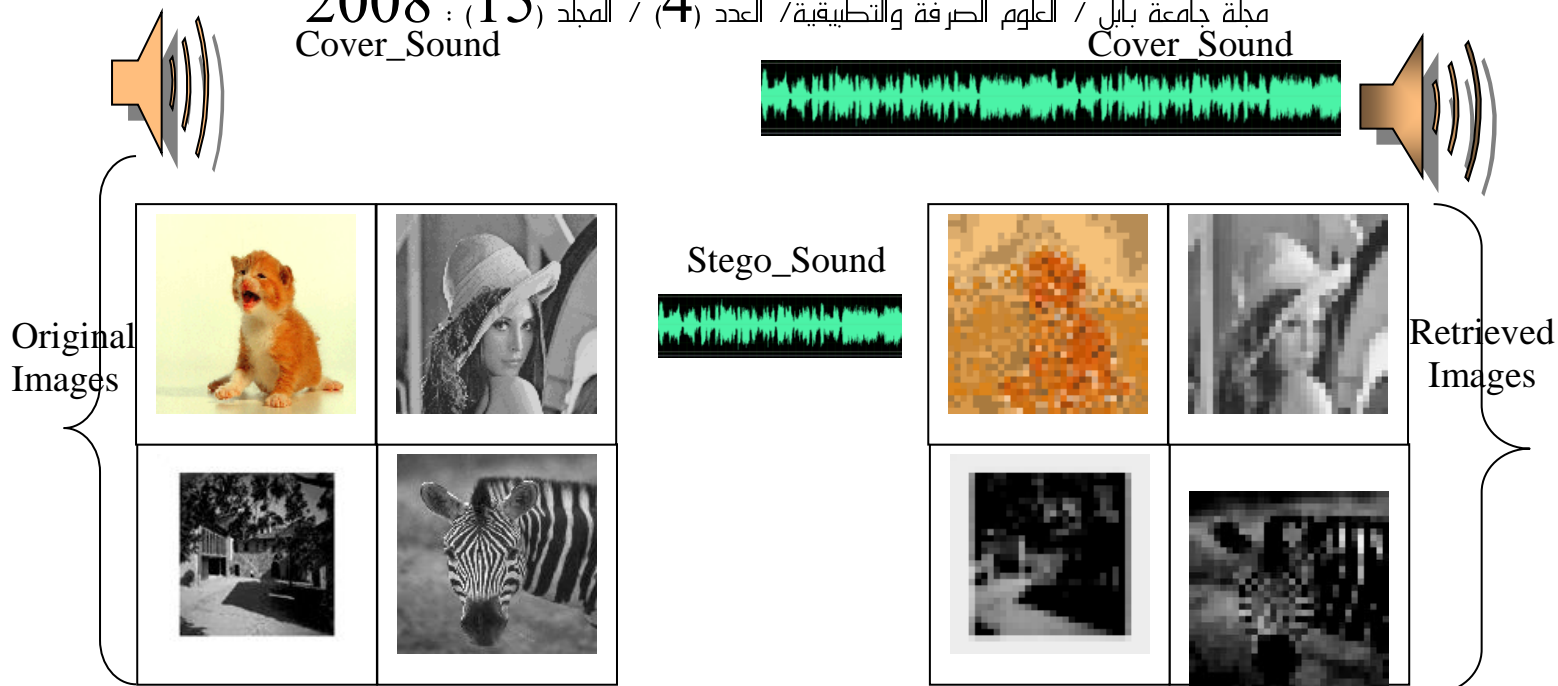 مجلة جامعة بابل / العلوم الصرفة والتطبيقية/ العدد (4) / المجلد (15) : 2008
Cover_Sound
Cover_Sound
Stego_Sound
Original
Images
Retrieved
Images